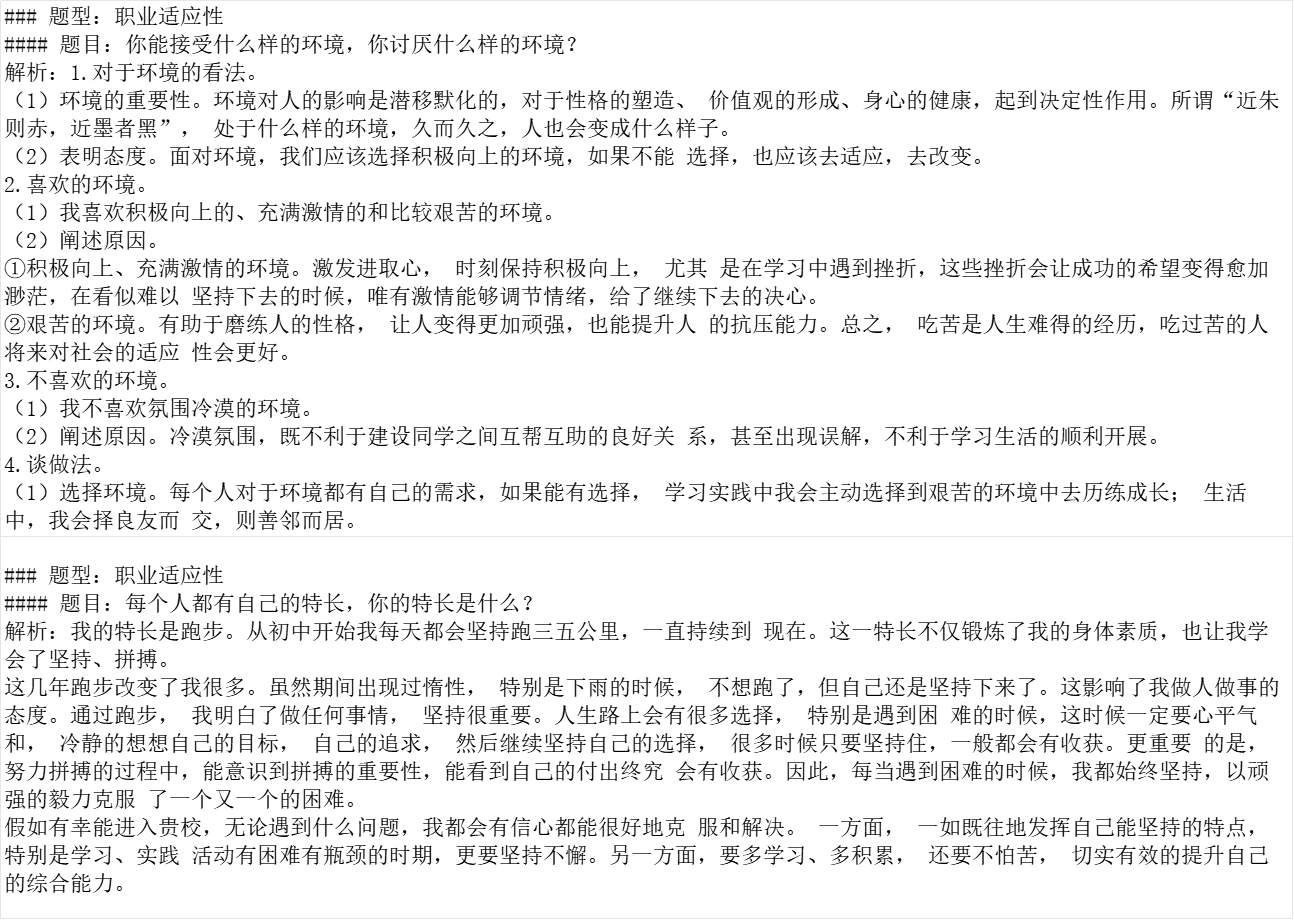 ### 题型：职业适应性
#### 题目：你能接受什么样的环境，你讨厌什么样的环境？
解析：1.对于环境的看法。
（1）环境的重要性。环境对人的影响是潜移默化的，对于性格的塑造、 价值观的形成、身心的健康，起到决定性作用。所谓“近朱
则赤，近墨者黑”， 处于什么样的环境，久而久之，人也会变成什么样子。
（2）表明态度。面对环境，我们应该选择积极向上的环境，如果不能 选择，也应该去适应，去改变。
2.喜欢的环境。
（1）我喜欢积极向上的、充满激情的和比较艰苦的环境。
（2）阐述原因。
①积极向上、充满激情的环境。激发进取心， 时刻保持积极向上， 尤其 是在学习中遇到挫折，这些挫折会让成功的希望变得愈加
渺茫，在看似难以 坚持下去的时候，唯有激情能够调节情绪，给了继续下去的决心。
②艰苦的环境。有助于磨练人的性格， 让人变得更加顽强，也能提升人 的抗压能力。总之， 吃苦是人生难得的经历，吃过苦的人
将来对社会的适应 性会更好。
3.不喜欢的环境。
（1）我不喜欢氛围冷漠的环境。
（2）阐述原因。冷漠氛围，既不利于建设同学之间互帮互助的良好关 系，甚至出现误解，不利于学习生活的顺利开展。
4.谈做法。
（1）选择环境。每个人对于环境都有自己的需求，如果能有选择， 学习实践中我会主动选择到艰苦的环境中去历练成长； 生活
中，我会择良友而 交，则善邻而居。
### 题型：职业适应性
#### 题目：每个人都有自己的特长，你的特长是什么？
解析：我的特长是跑步。从初中开始我每天都会坚持跑三五公里，一直持续到 现在。这一特长不仅锻炼了我的身体素质，也让我学
会了坚持、拼搏。
这几年跑步改变了我很多。虽然期间出现过惰性， 特别是下雨的时候， 不想跑了，但自己还是坚持下来了。这影响了我做人做事的
态度。通过跑步， 我明白了做任何事情， 坚持很重要。人生路上会有很多选择， 特别是遇到困 难的时候，这时候一定要心平气
和， 冷静的想想自己的目标， 自己的追求， 然后继续坚持自己的选择， 很多时候只要坚持住，一般都会有收获。更重要 的是，
努力拼搏的过程中，能意识到拼搏的重要性，能看到自己的付出终究 会有收获。因此，每当遇到困难的时候，我都始终坚持，以顽
强的毅力克服 了一个又一个的困难。
假如有幸能进入贵校，无论遇到什么问题，我都会有信心都能很好地克 服和解决。 一方面， 一如既往地发挥自己能坚持的特点，
特别是学习、实践 活动有困难有瓶颈的时期，更要坚持不懈。另一方面，要多学习、多积累， 还要不怕苦， 切实有效的提升自己
的综合能力。